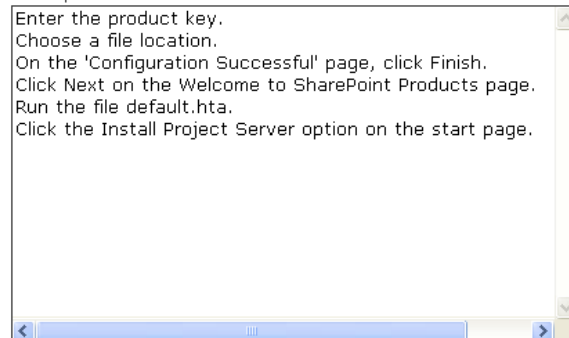 Enter the product key.
Choose a file location.
On the 'Configuration Successful' page, click Finish.
Click Next on the Welcome to SharePoint Products page.
Run the file default.hta.
Click the Install Project Server option on the start page.